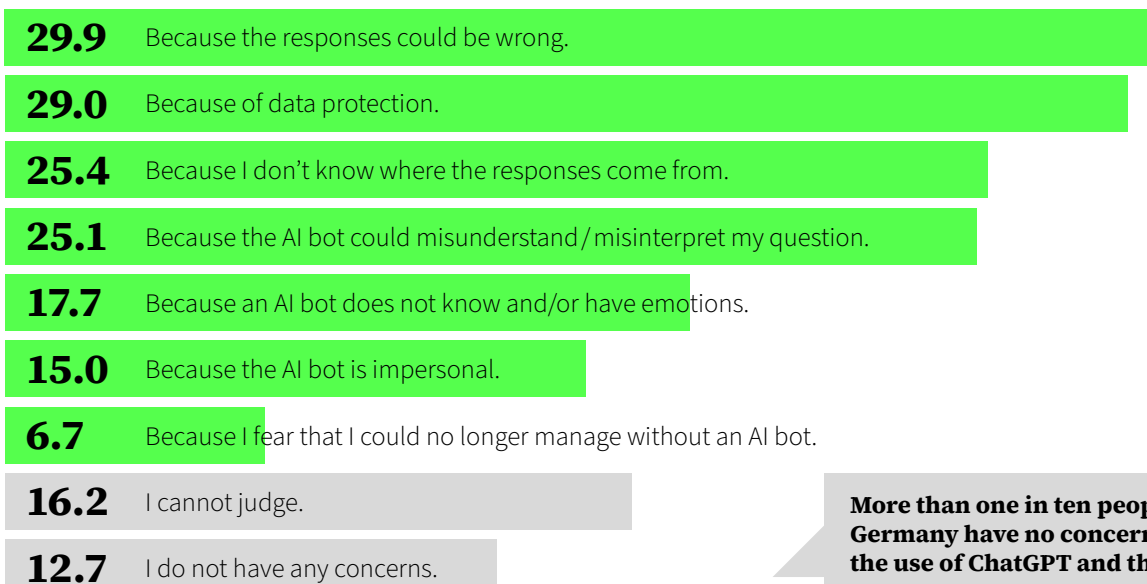 29.9 Because the responses could be wrong.
29.0 Because of data protection.
25.4 Because I don’t know where the responses come from.
25.1 Because the AI bot could misunderstand/misinterpret my question.
17.7 Because an AI bot does not know and/or have emotions.
15.0 Because the AI bot is impersonal.
6.7 Because I fear that I could no longer manage without an AI bot.
16.2 I cannot judge.
12.7 I do not have any concerns.
More than one in ten
Germany have no
the use of ChatGPT and